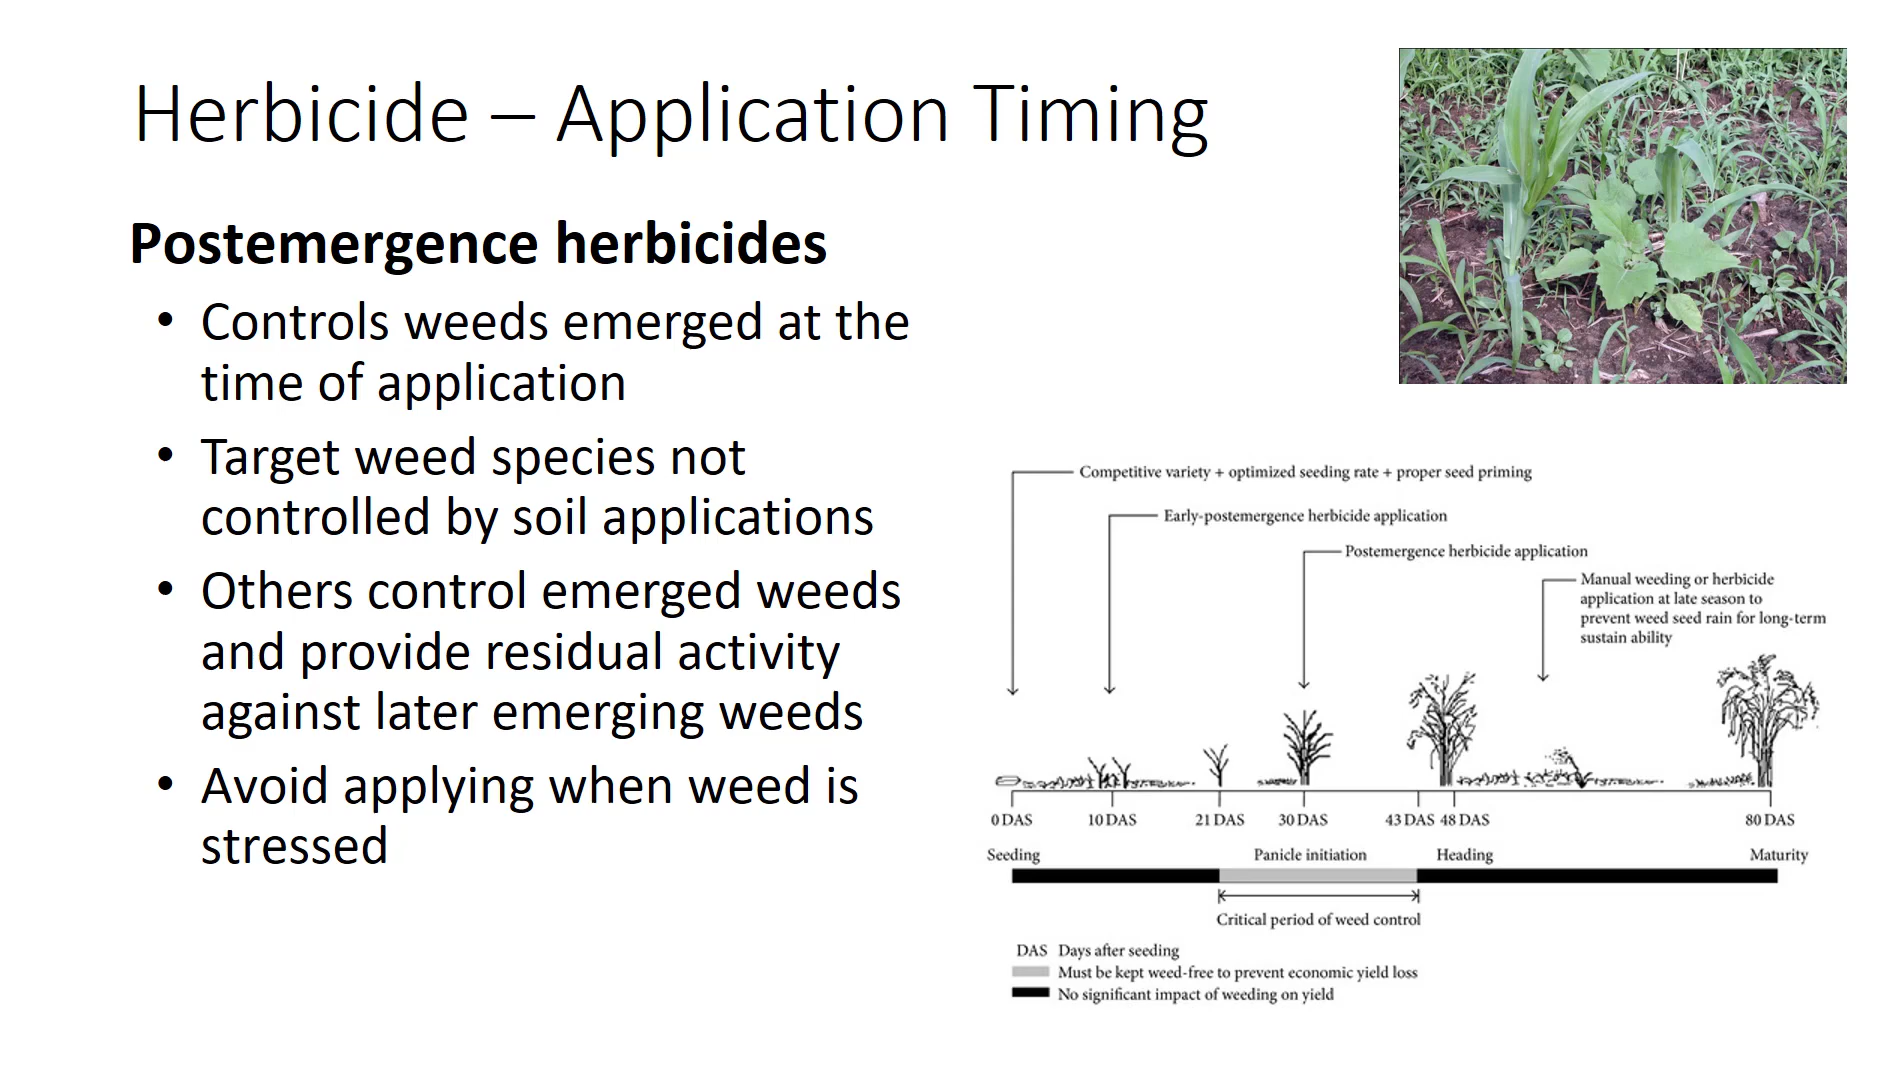 Herbicide – Application Timing
Postemergence herbicides
• Controls weeds emerged at the
time of application
• Target weed species not
controlled by soil applications
• Others control emerged weeds
and provide residual activity
against later emerging weeds
• Avoid applying when weed is
stressed
Competitive variety + optimized seeding rate + proper seed priming
Early-postemergence herbicide application
Postemergence herbicide application
Manual weeding or herbicide
application at late season to
prevent weed seed rain for long-term
sustain ability
0 DAS 10 DAS 21 DAS 30 DAS 43 DAS 48 DAS 80 DAS
Seeding Panicle initiation Heading Maturity
Critical period of weed control
DAS Days after seeding
Must be kept weed-free to prevent economic yield loss
No significant impact of weeding on yield